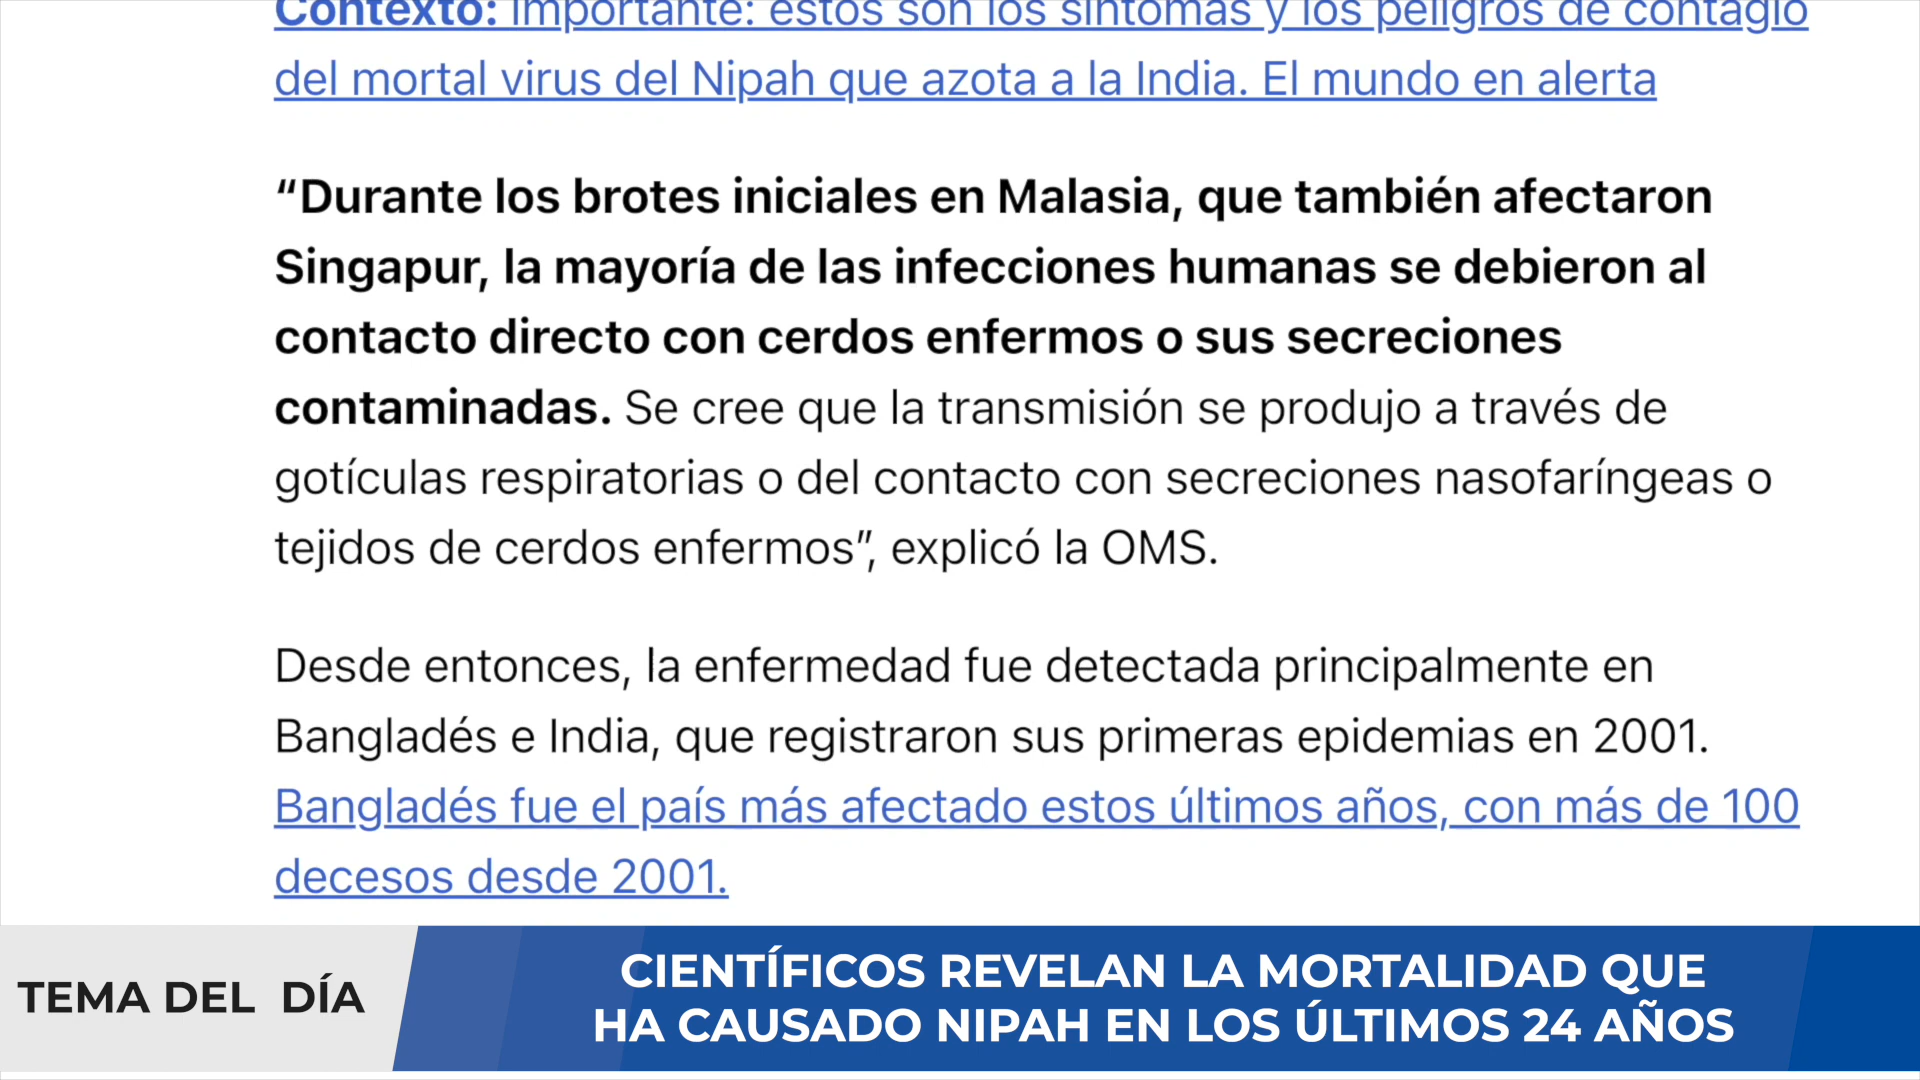 Contexto: Importante: estos son los síntomas y los peligros de contagio
del mortal virus del Nipah que azota a la India. El mundo en alerta
“Durante los brotes iniciales en Malasia, que también afectaron
Singapur, la mayoría de las infecciones humanas se debieron al
contacto directo con cerdos enfermos o sus secreciones
contaminadas. Se cree que la transmisión se produjo a través de
gotículas respiratorias o del contacto con secreciones nasofaríngeas o
tejidos de cerdos enfermos”, explicó la OMS.
Desde entonces, la enfermedad fue detectada principalmente en
Bangladés e India, que registraron sus primeras epidemias en 2001.
Bangladés fue el país más afectado estos últimos años, con más de 100
decesos desde 2001.
TEMA DEL DÍA
CIENTÍFICOS REVELAN LA MORTALIDAD QUE
HA CAUSADO NIPAH EN LOS ÚLTIMOS 24 AÑOS